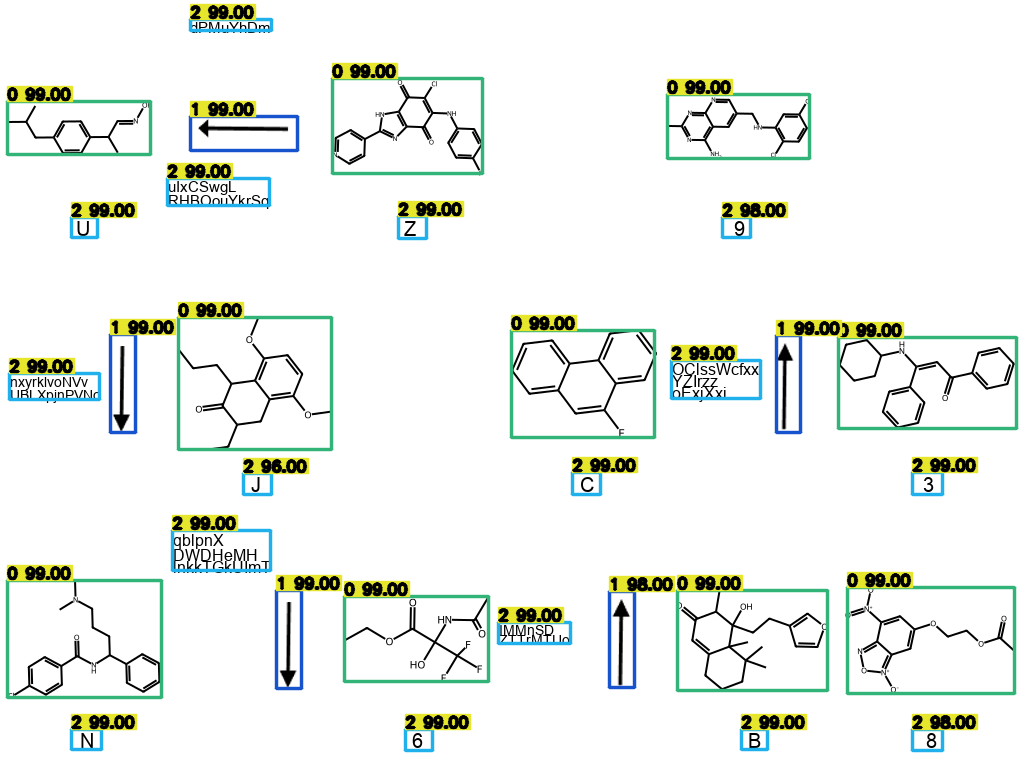 2 99.00
dPMuYhDm
0 99.00
1 99.00
0 99.00
0 99.00
2 99.00
ulxCSwgL
RHBOouYkrSq
2 99.00
U
2 99.00
Z
2 98.00
9
0 99.00
1 99.00
2 99.00
nxyrklvoNVv
0 99.00
2 99.00
OCIssWcfxx
YZIrzz
oExjXxj
1 99.00
0 99.00
2 96.00
J
2 99.00
C
2 99.00
3
2 99.00
qblpnX
DWDHeMH
0 99.00
1 99.00
0 99.00
2 99.00
IMMnSD
1 98.00
0 99.00
0 99.00
2 99.00
N
2 99.00
6
2 99.00
B
2 98.00
8